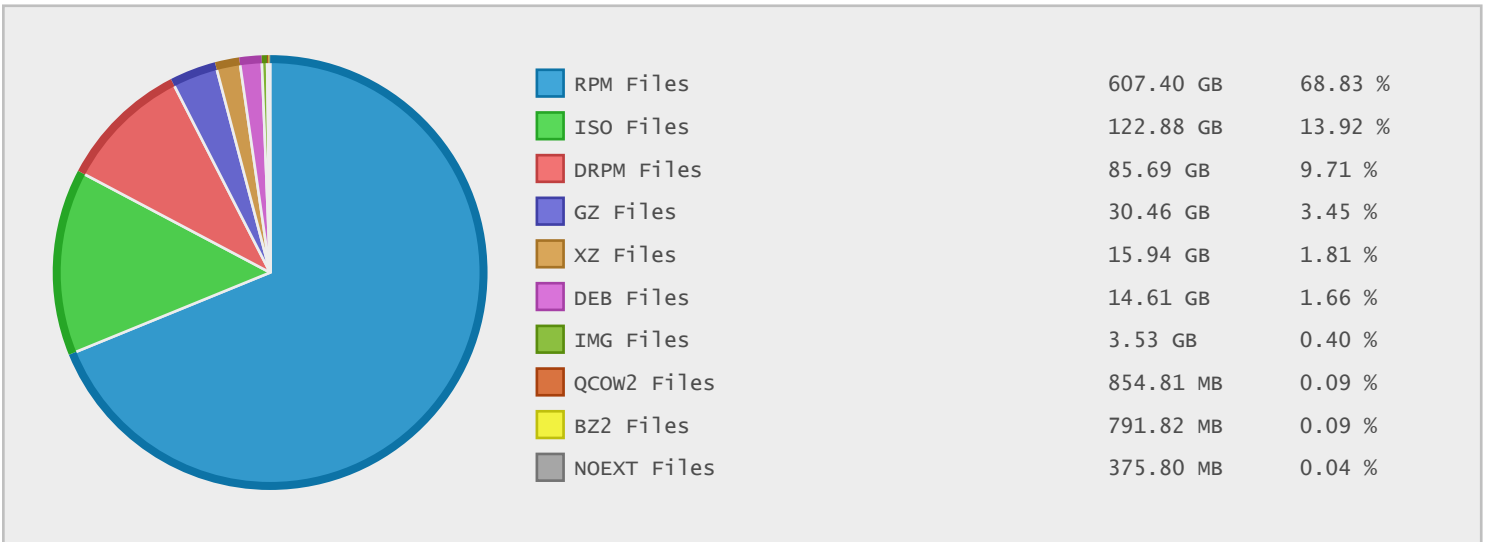 RPM Files 607.40 GB 68.83 %
ISO Files 122.88 GB 13.92 %
DRPM Files 85.69 GB 9.71 %
GZ Files 30.46 GB 3.45 %
XZ Files 15.94 GB 1.81 %
DEB Files 14.61 GB 1.66 %
IMG Files 3.53 GB 0.40 %
QCOW2 Files 854.81 MB 0.09 %
BZ2 Files 791.82 MB 0.09 %
NOEXT Files 375.80 MB 0.04 %